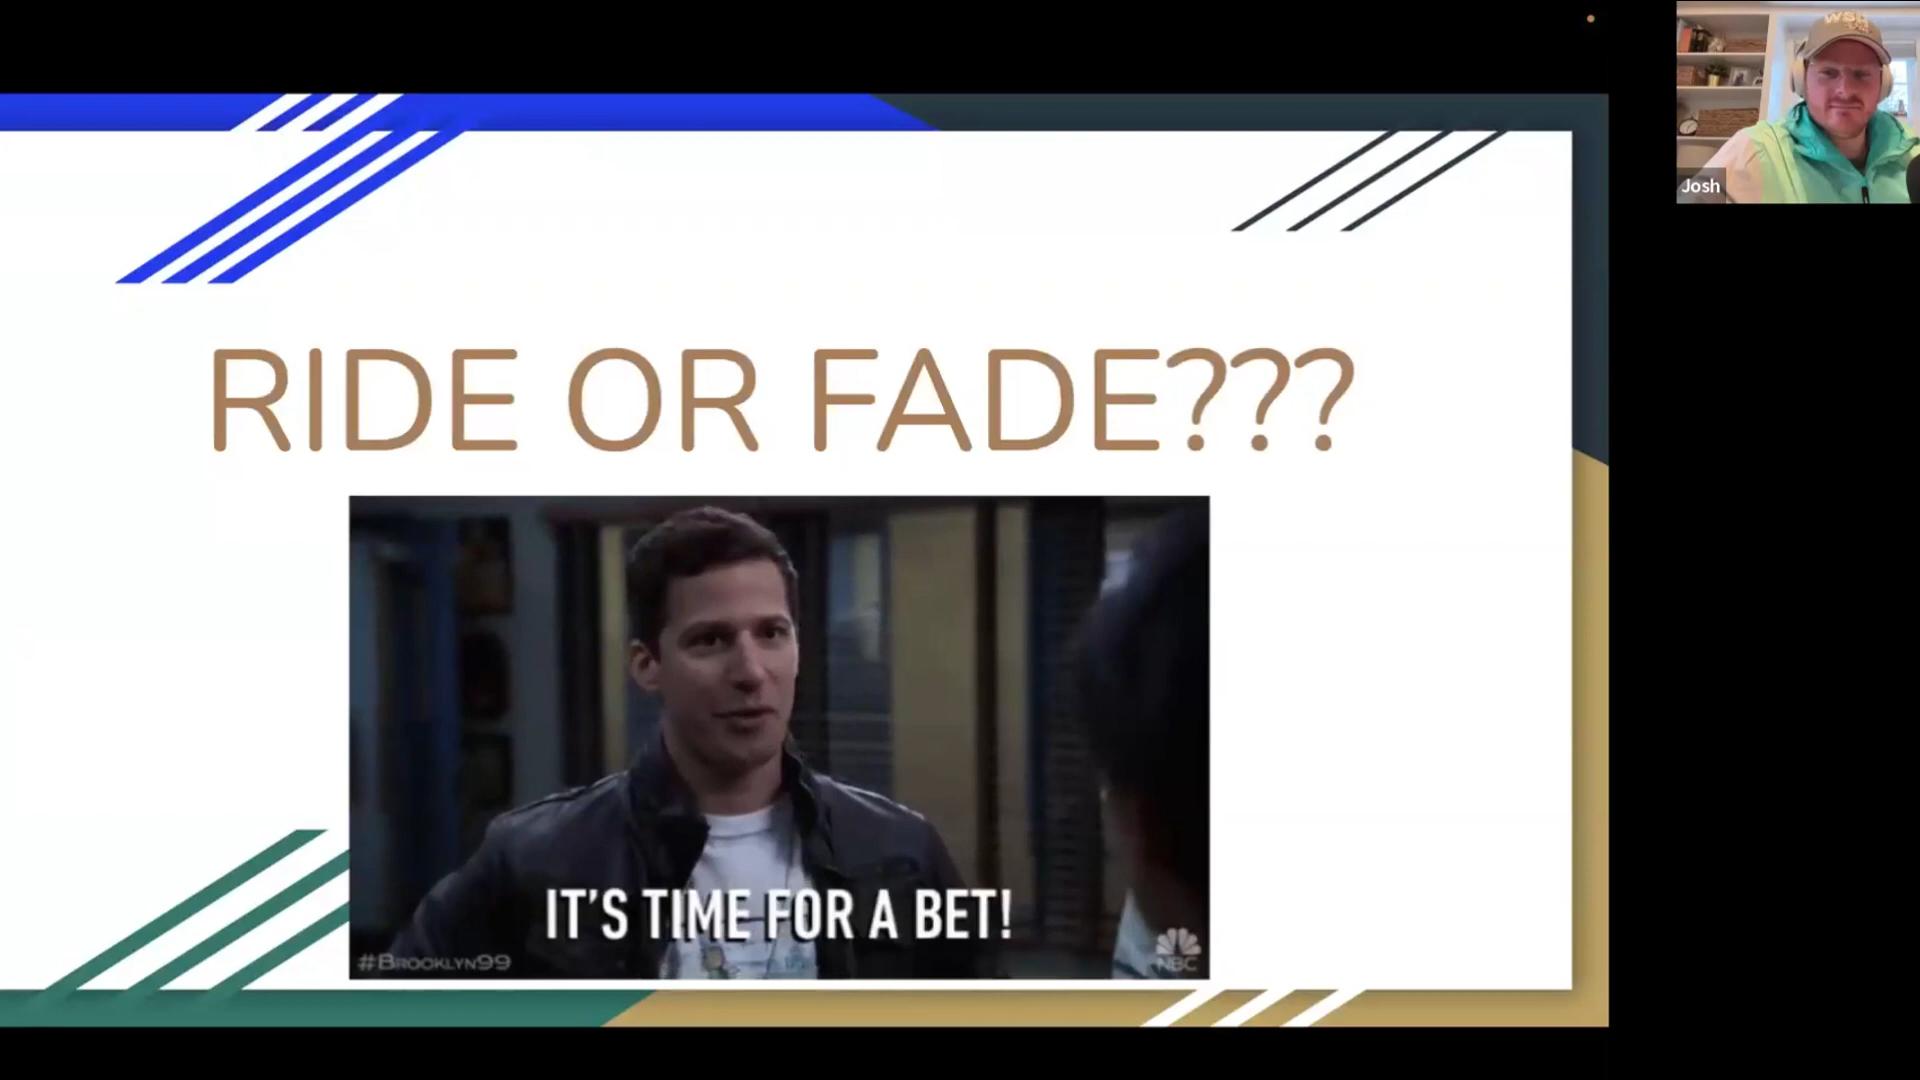 RIDE OR FADE???
IT'S TIME FOR A BET!
#BROOKLYN99
NBC
Josh